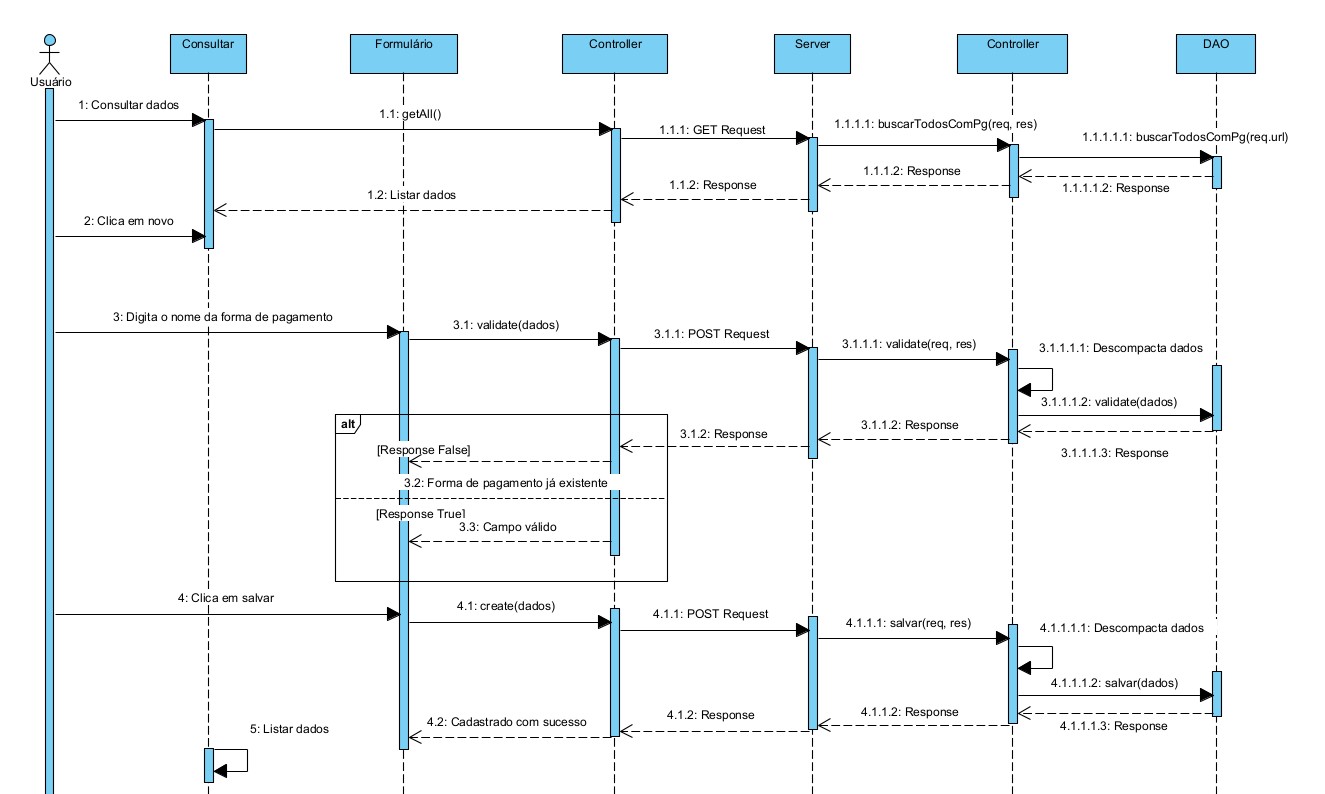 Usuário
Consultar
Formulário
Controller
Server
Controller
DAO
1: Consultar dados
1.1: getAll()
1.1.1: GET Request
1.1.1.1: buscarTodosComPg(req, res)
1.1.1.1.1: buscarTodosComPg(req.url)
1.1.1.1.2: Response
1.1.1.2: Response
1.1.2: Response
1.2: Listar dados
2: Clica em novo
3: Digita o nome da forma de pagamento
3.1: validate(dados)
3.1.1: POST Request
3.1.1.1: validate(req, res)
3.1.1.1.1: Descompacta dados
3.1.1.1.2: validate(dados)
3.1.1.1.3: Response
3.1.1.2: Response
3.1.2: Response
alt
[Response False]
3.2: Forma de pagamento já existente
[Response True]
3.3: Campo válido
4: Clica em salvar
4.1: create(dados)
4.1.1: POST Request
4.1.1.1: salvar(req, res)
4.1.1.1.1: Descompacta dados
4.1.1.1.2: salvar(dados)
4.1.1.1.3: Response
4.1.1.2: Response
4.1.2: Response
4.2: Cadastrado com sucesso
5: Listar dados